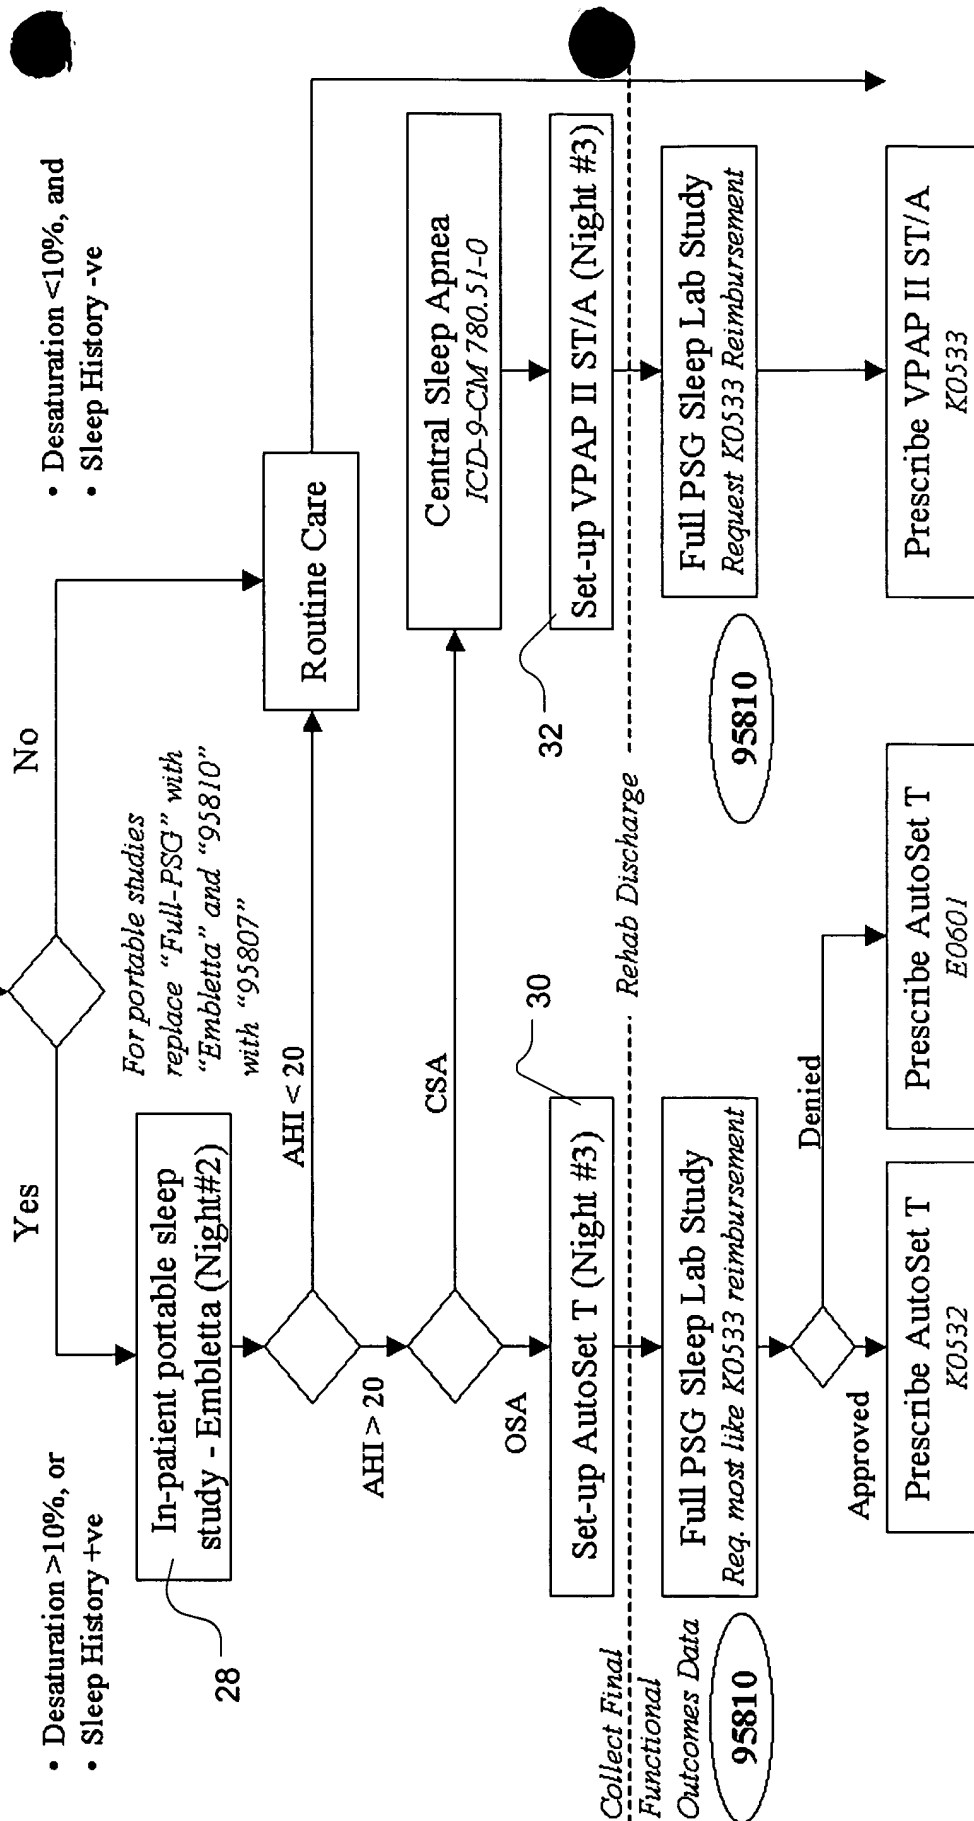 Yes
No
• Desaturation >10%, or
• Sleep History +ve
• Desaturation <10%, and
• Sleep History -ve
In-patient portable sleep
study - Embletta (Night#2)
28
For portable studies
replace “Full-PSG” with
“Embletta” and “95810”
with “95807”
AHI < 20
Routine Care
AHI > 20
CSA
Central Sleep Apnea
ICD-9-CM 780.51-0
OSA
Set-up AutoSet T (Night #3)
30
Set-up VPAP II ST/A (Night #3)
32
Collect Final
Functional
Outcomes Data
Rehab Discharge
95810
Full PSG Sleep Lab Study
Req. most like K0533 reimbursement
95810
Full PSG Sleep Lab Study
Request K0533 Reimbursement
Approved
Denied
Prescribe AutoSet T
K0532
Prescribe AutoSet T
E0601
Prescribe VPAP II ST/A
K0533